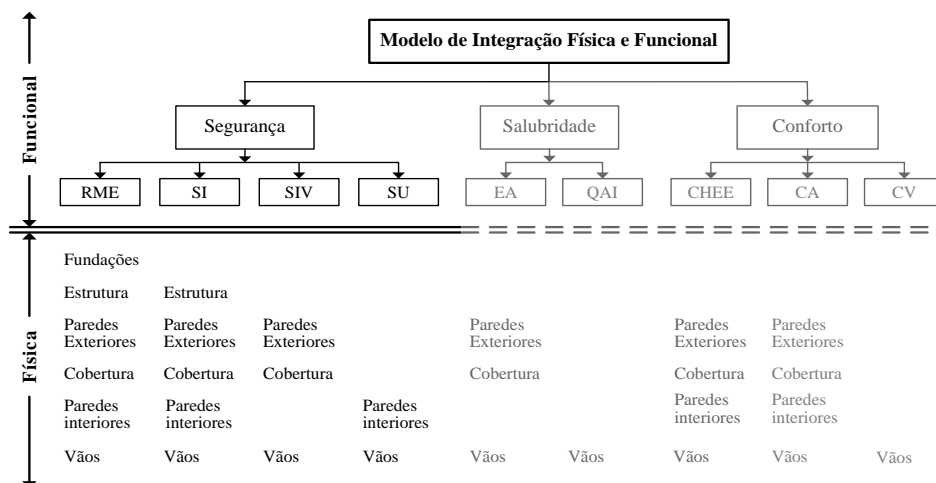 Modelo de Integração Física e Funcional
Funcional
Segurança Salubridade Conforto
RME SI SIV SU EA QAI CHEE CA CV
Física
Fundações
Estrutura Estrutura
Paredes Paredes Paredes Paredes Paredes Paredes
Exteriores Exteriores Exteriores Exteriores Exteriores Exteriores
Cobertura Cobertura Cobertura Cobertura Cobertura Cobertura
Paredes Paredes Paredes Paredes Paredes
interiores interiores interiores interiores interiores
Vãos Vãos Vãos Vãos Vãos Vãos Vãos Vãos Vãos